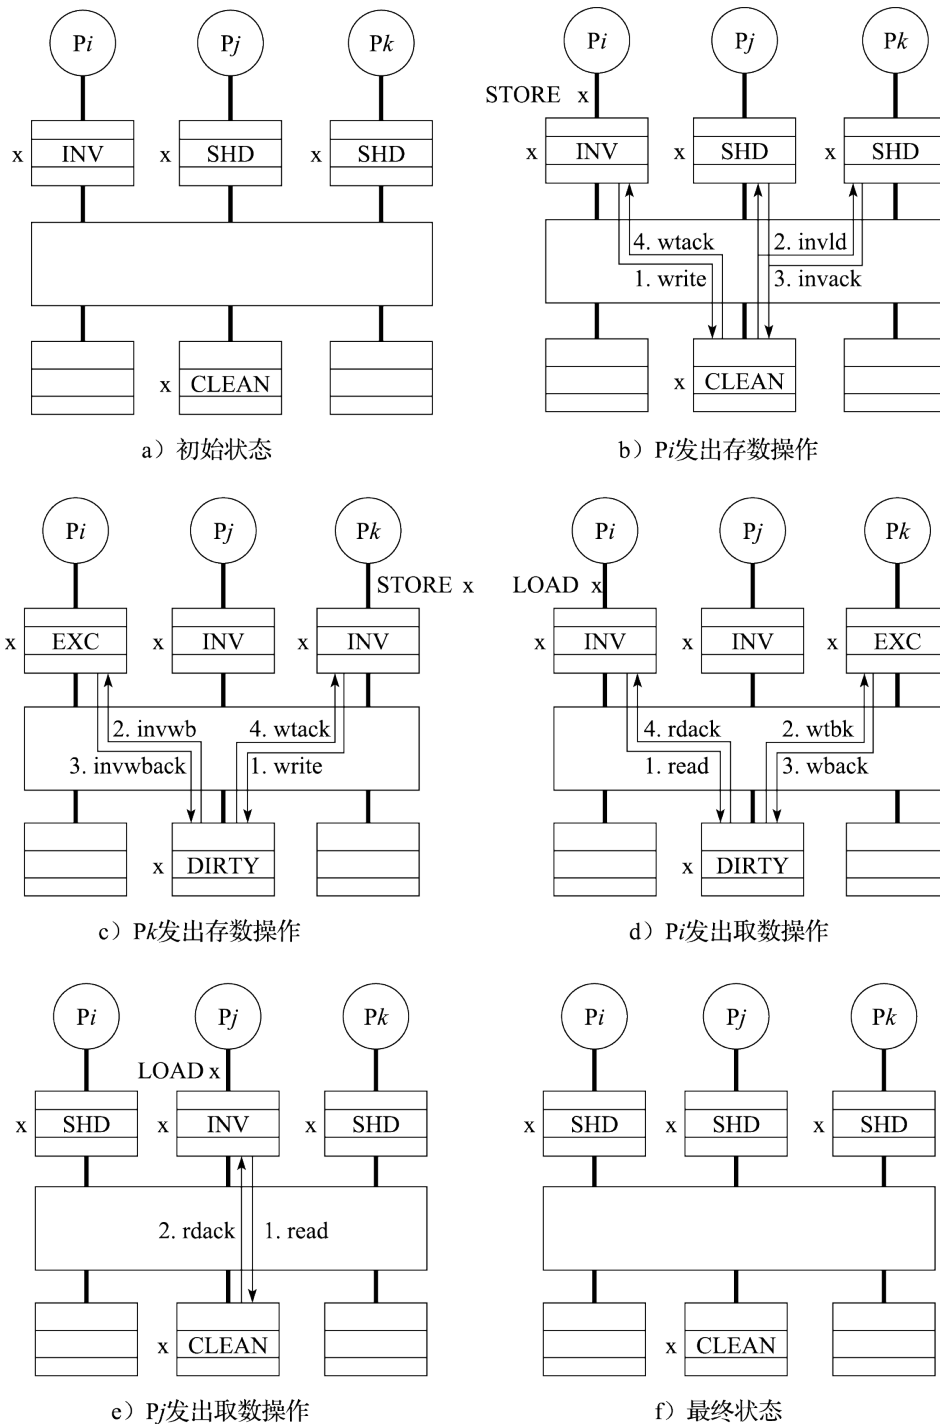 Pi Pj Pk
x INV x SHD x SHD
x CLEAN
a）初始状态
Pi Pj Pk
STORE x
x INV x SHD x SHD
4. wtack 2. invld
1. write 3. invack
x CLEAN
b）Pi发出存数操作
Pi Pj Pk
STORE x
x EXC x INV x INV
2. invwb 4. wtack
3. invwback 1. write
x DIRTY
c）Pk发出存数操作
Pi Pj Pk
LOAD x
x INV x INV x EXC
4. rdack 2. wtbk
1. read 3. wback
x DIRTY
d）Pi发出取数操作
Pi Pj Pk
LOAD x
x SHD x INV x SHD
2. rdack 1. read
x CLEAN
e）Pj发出取数操作
Pi Pj Pk
x SHD x SHD x SHD
x CLEAN
f）最终状态